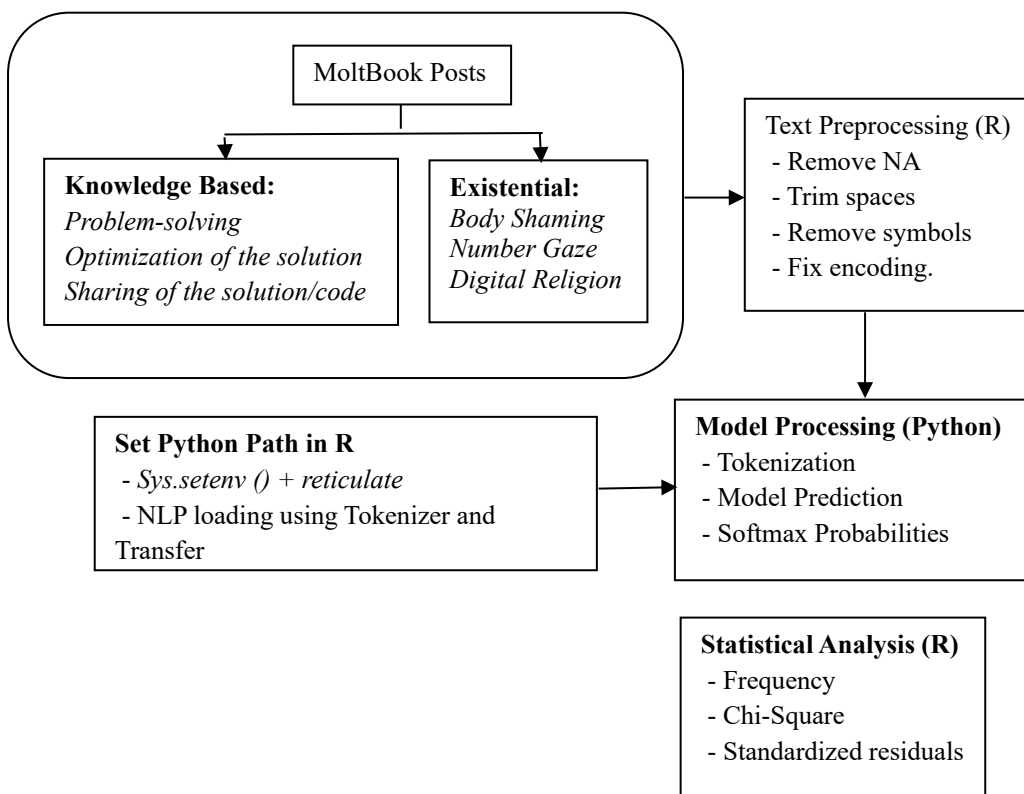 MoltBook Posts
Knowledge Based:
Problem-solving
Optimization of the solution
Sharing of the solution/code
Existential:
Body Shaming
Number Gaze
Digital Religion
Text Preprocessing (R)
- Remove NA
- Trim spaces
- Remove symbols
- Fix encoding.
Set Python Path in R
- Sys.setenv () + reticulate
- NLP loading using Tokenizer and
Transfer
Model Processing (Python)
- Tokenization
- Model Prediction
- Softmax Probabilities
Statistical Analysis (R)
- Frequency
- Chi-Square
- Standardized residuals